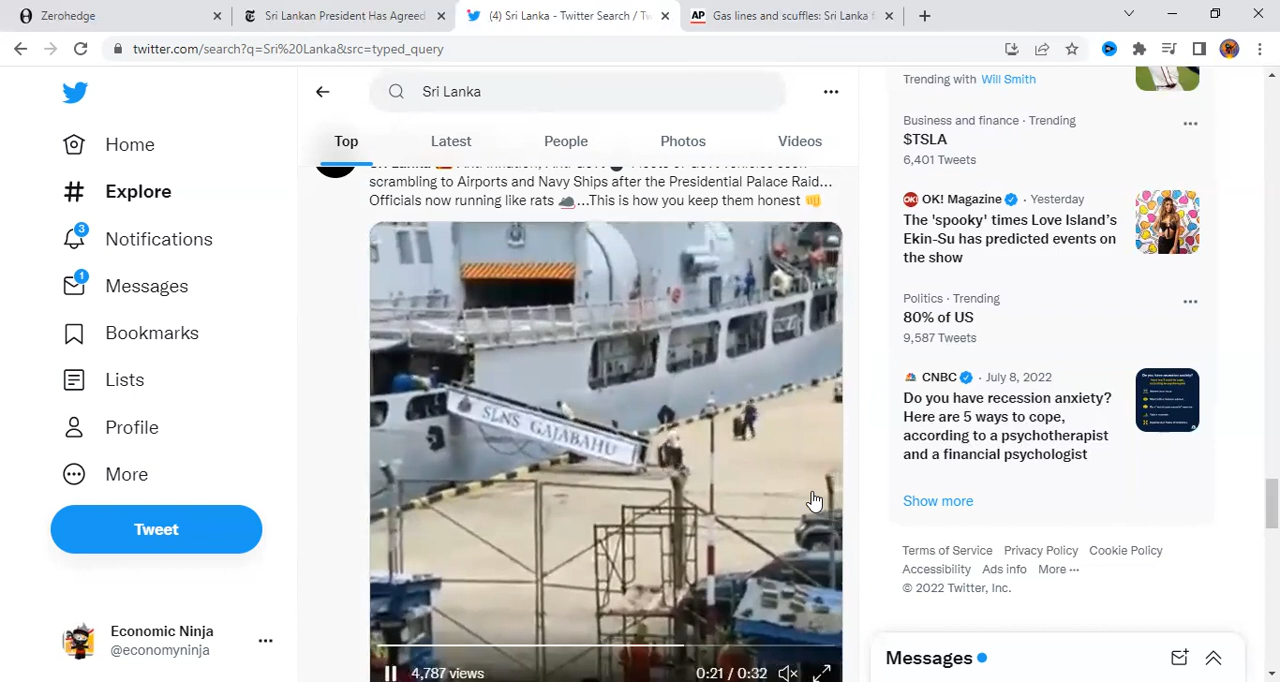 Zerohedge
Sri Lankan President Has Agreed
(4) Sri Lanka - Twitter Search / Tw
AP Gas lines and scuffles: Sri Lanka f
twitter.com/search?q=Sri%20Lanka&src=typed_query
Home
Explore
3
Notifications
1
Messages
Bookmarks
Lists
Profile
More
Tweet
Economic Ninja
@economyninja
Sri Lanka
Top
Latest
People
Photos
Videos
scrambling to Airports and Navy Ships after the Presidential Palace Raid...
Officials now running like rats 🐀...This is how you keep them honest 👊
SLNS GAJABAHU
4,787 views
0:21 / 0:32
Trending with Will Smith
Business and finance · Trending
$TSLA
6,401 Tweets
OK! OK! Magazine · Yesterday
The 'spooky' times Love Island's
Ekin-Su has predicted events on
the show
Politics · Trending
80% of US
9,587 Tweets
CNBC · July 8, 2022
Do you have recession anxiety?
Here are 5 ways to cope,
according to a psychotherapist
and a financial psychologist
Show more
Terms of Service Privacy Policy Cookie Policy
Accessibility Ads info More ···
© 2022 Twitter, Inc.
Messages